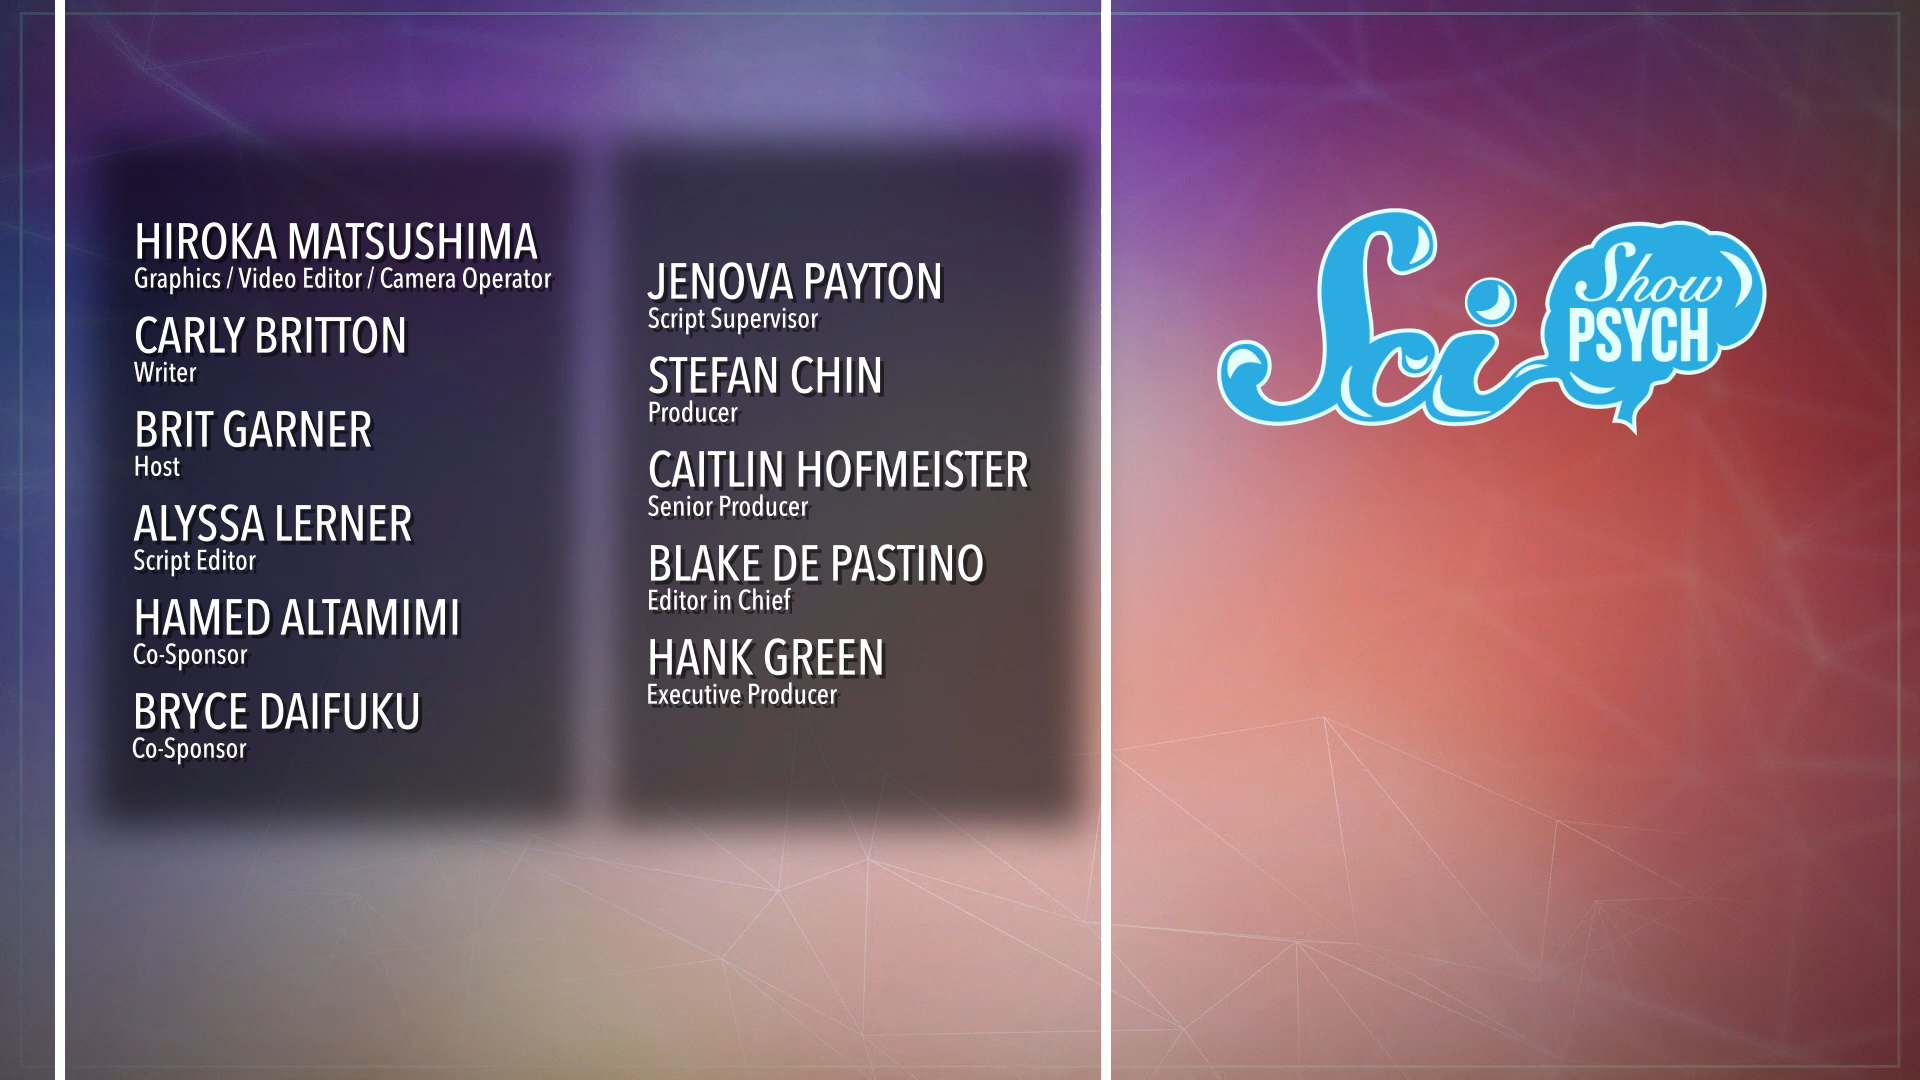 HIROKA MATSUSHIMA
Graphics / Video Editor / Camera Operator
CARLY BRITTON
Writer
BRIT GARNER
Host
ALYSSA LERNER
Script Editor
HAMED ALTAMIMI
Co-Sponsor
BRYCE DAIFUKU
Co-Sponsor
JENOVA PAYTON
Script Supervisor
STEFAN CHIN
Producer
CAITLIN HOFMEISTER
Senior Producer
BLAKE DE PASTINO
Editor in Chief
HANK GREEN
Executive Producer
Sci Show
PSYCH